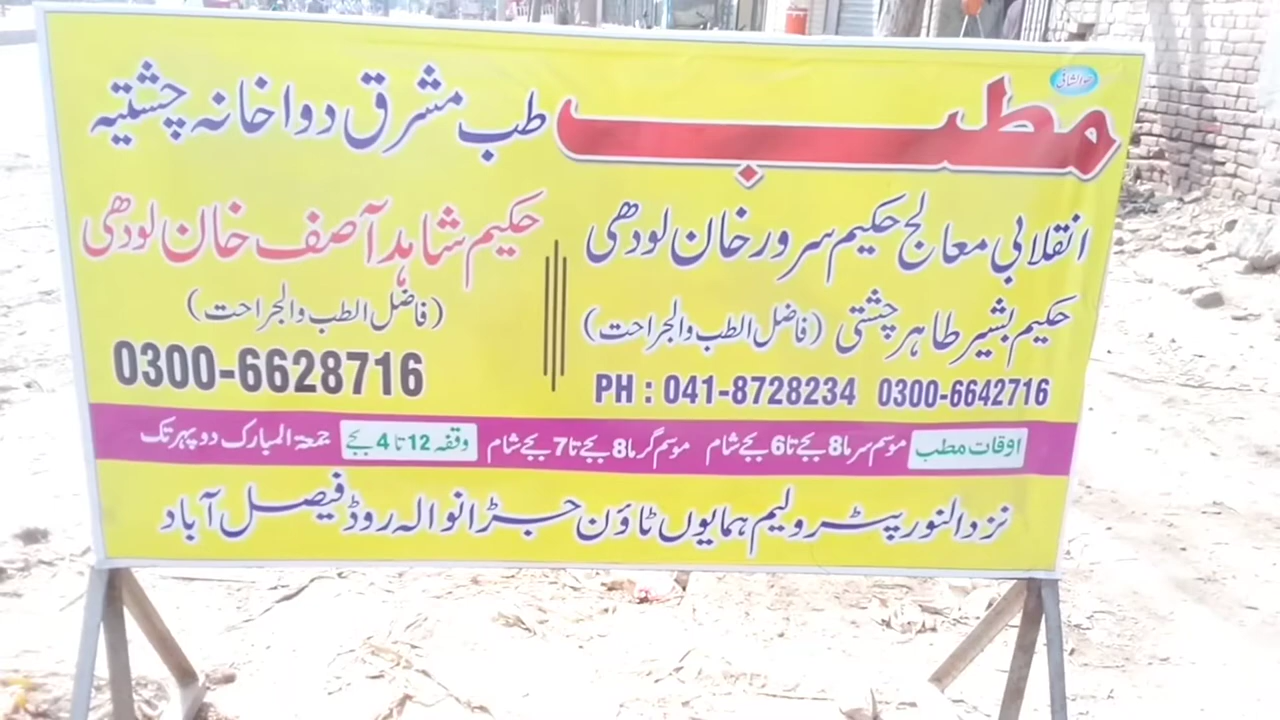 ھوالشافی
مطب طب مشرق دواخانہ چشتیہ
انقلابی معالج حکیم سرور خان لودھی
حکیم بشیر طاہر چشتی (فاضل الطب والجراحت)
PH : 041-8728234 0300-6642716
حکیم شاہد آصف خان لودھی
(فاضل الطب والجراحت)
0300-6628716
اوقات مطب موسم سرما 8 بجے تا 6 بجے شام موسم گرما 8 بجے تا 7 بجے شام وقفہ 12 تا 4 بجے جمعۃ المبارک دوپہر تک
نزد النور پٹرولیم ہمایوں ٹاؤن جڑانوالہ روڈ فیصل آباد